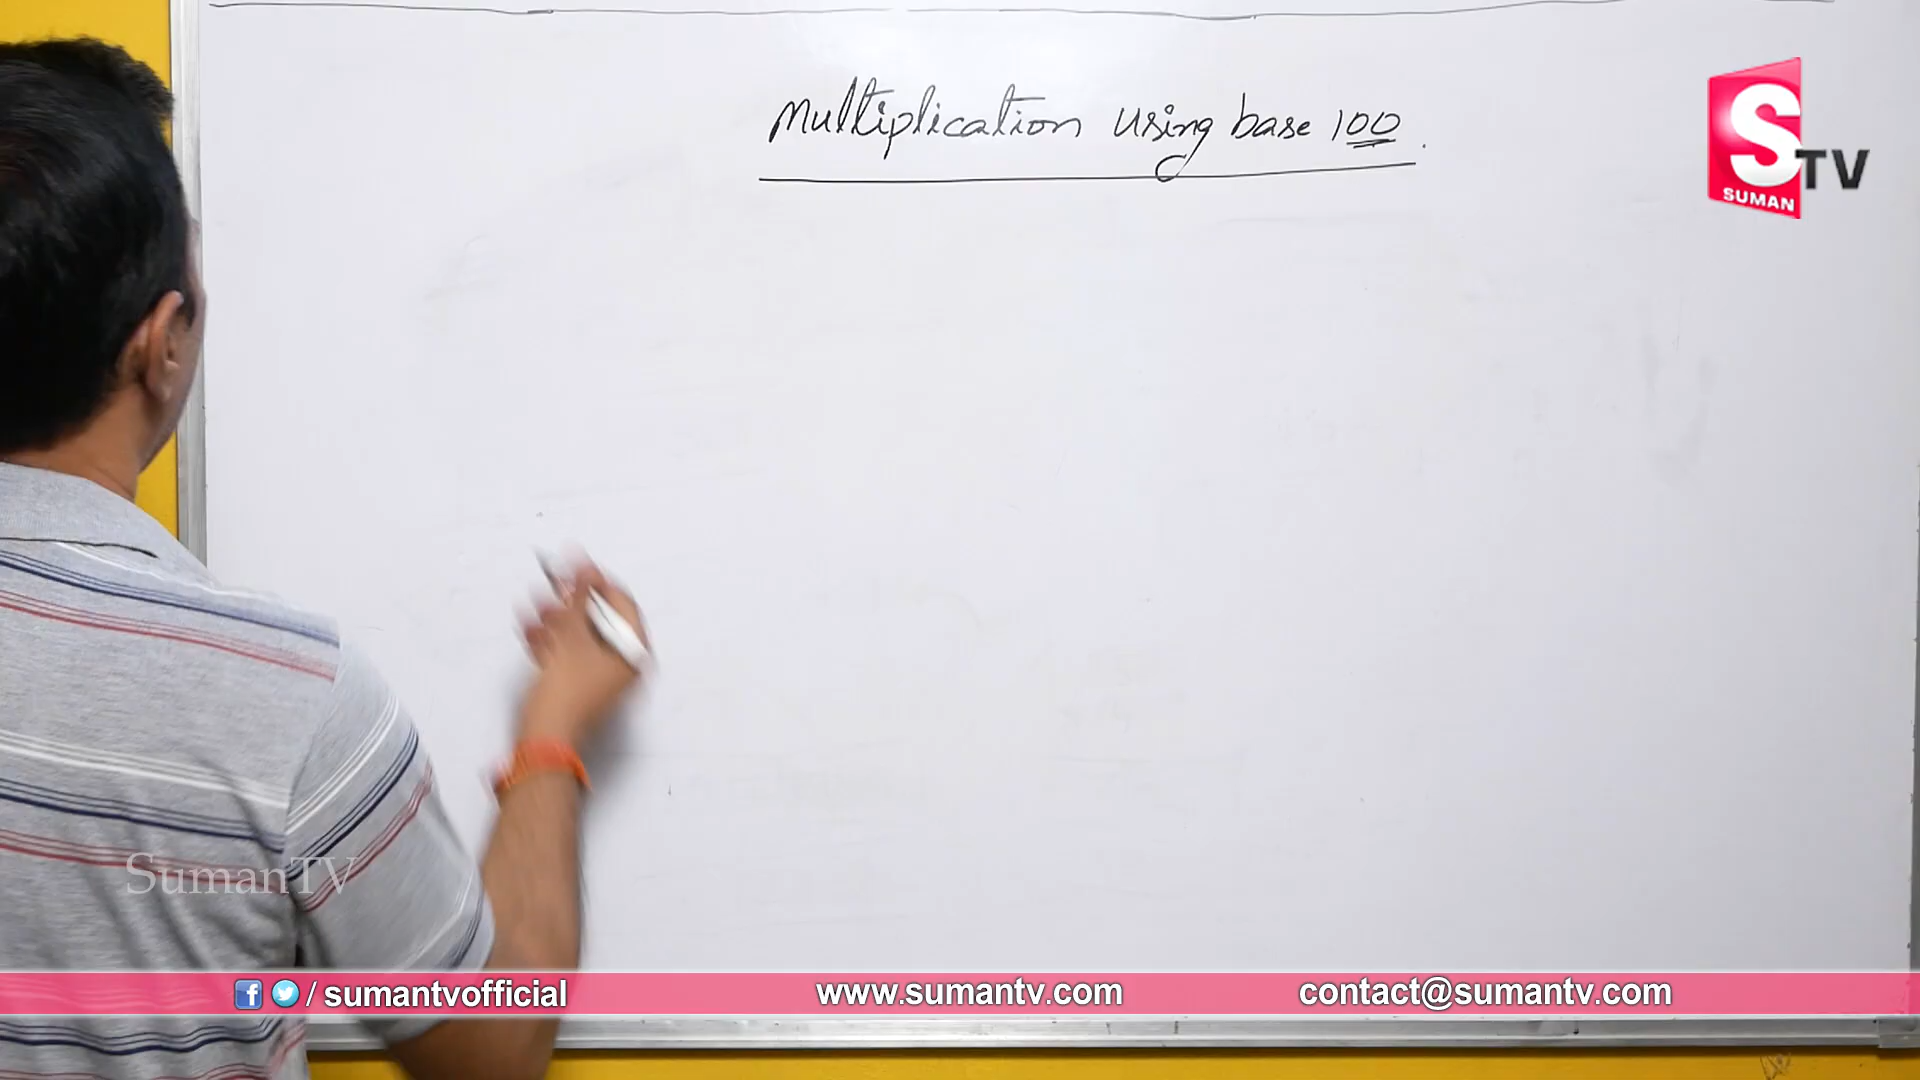 Multiplication using base 100.
S
TV
SUMAN
SumanTV
/ sumantvofficial
www.sumantv.com
contact@sumantv.com